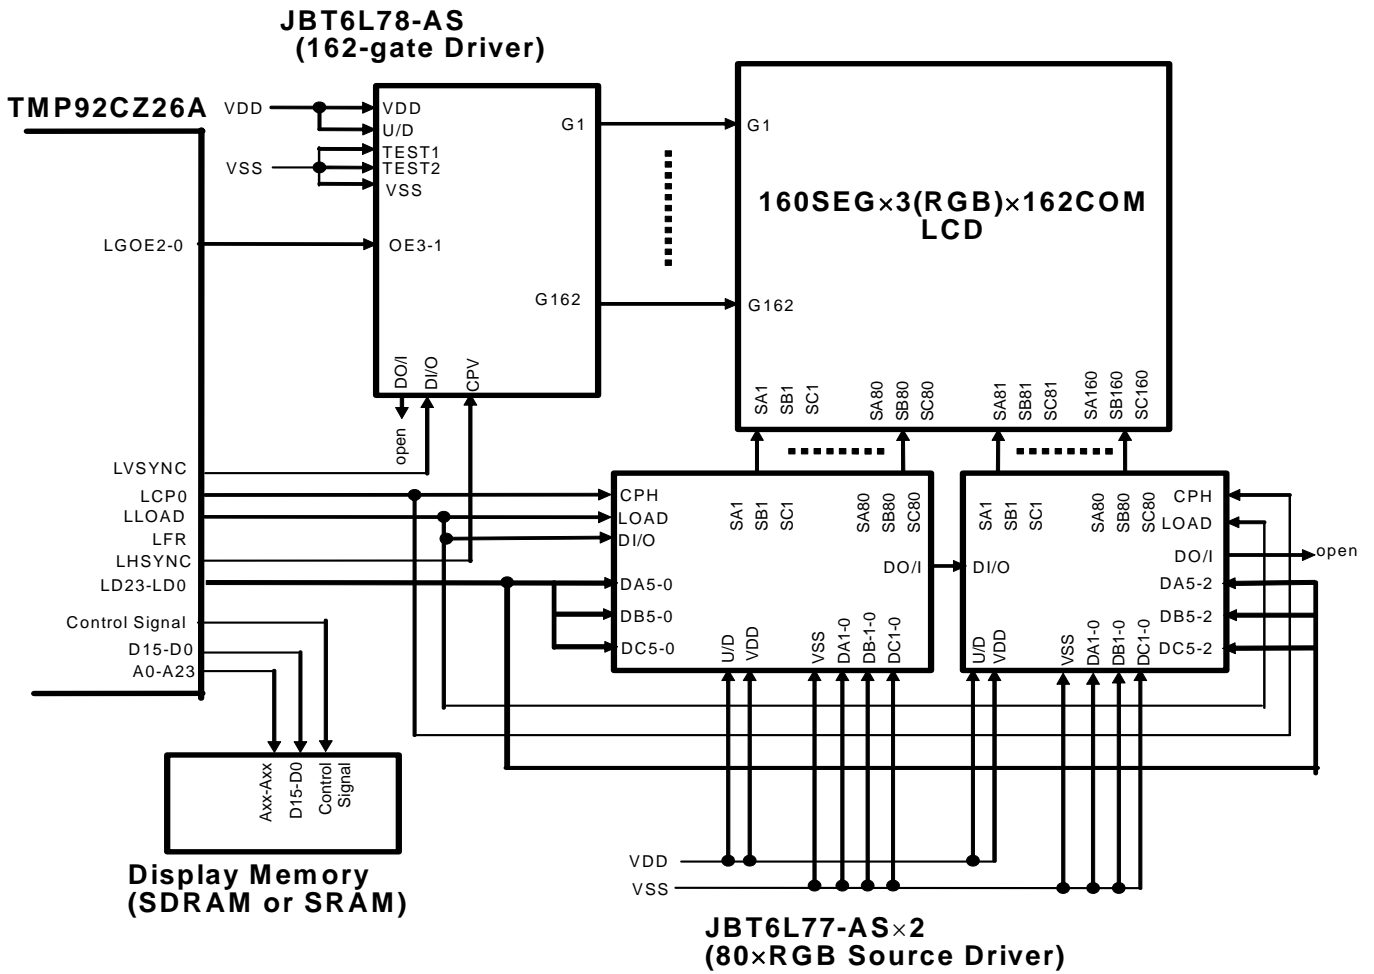 JBT6L78-AS
(162-gate Driver)
TMP92CZ26A
VDD
VDD
U/D
TEST1
VSS
TEST2
VSS
LGOE2-0
OE3-1
G1
G162
DO/I
DI/O
CPV
open
G1
160SEG×3(RGB)×162COM
LCD
G162
SA1
SB1
SC1
SA80
SB80
SC80
SA81
SB81
SC81
SA160
SB160
SC160
LVSYNC
LCP0
LLOAD
LFR
LHSYNC
LD23-LD0
Control Signal
D15-D0
A0-A23
CPH
LOAD
DI/O
DA5-0
DB5-0
DC5-0
SA1
SB1
SC1
SA80
SB80
SC80
DO/I
U/D
VDD
VSS
DA1-0
DB-1-0
DC1-0
DI/O
SA1
SB1
SC1
SA80
SB80
SC80
CPH
LOAD
DO/I
open
DA5-2
DB5-2
DC5-2
U/D
VDD
VSS
DA1-0
DB1-0
DC1-0
Axx-Axx
D15-D0
Control
Signal
Display Memory
(SDRAM or SRAM)
VDD
VSS
JBT6L77-AS×2
(80×RGB Source Driver)